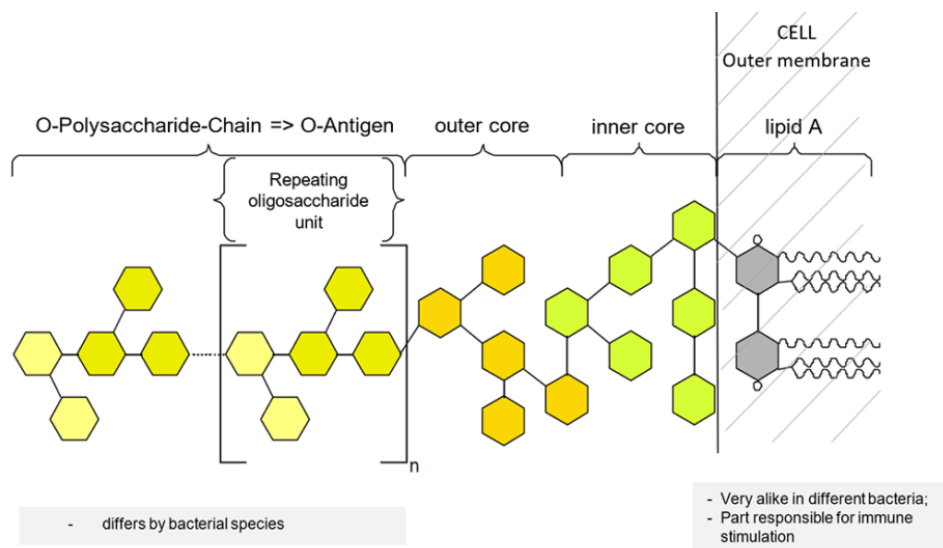 CELL
Outer membrane
O-Polysaccharide-Chain => O-Antigen
outer core
inner core
lipid A
Repeating
oligosaccharide
unit
n
- differs by bacterial species
- Very alike in different bacteria;
- Part responsible for immune
stimulation